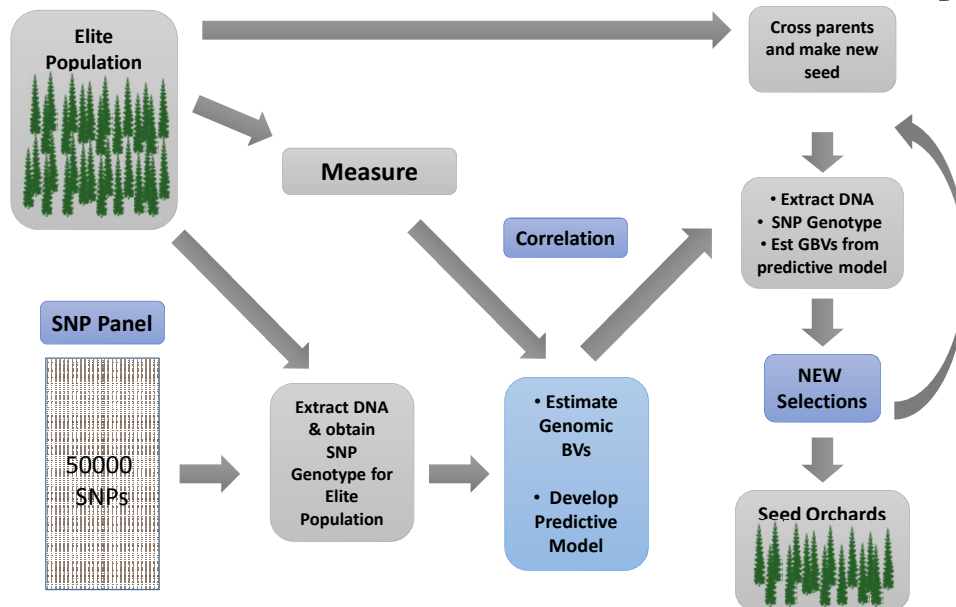 Elite
Population
Cross parents
and make new
seed
Measure
• Extract DNA
• SNP Genotype
• Est GBVs from
predictive model
Correlation
SNP Panel
50000
SNPs
Extract DNA
& obtain
SNP
Genotype for
Elite
Population
• Estimate
Genomic
BVs
• Develop
Predictive
Model
NEW
Selections
Seed Orchards